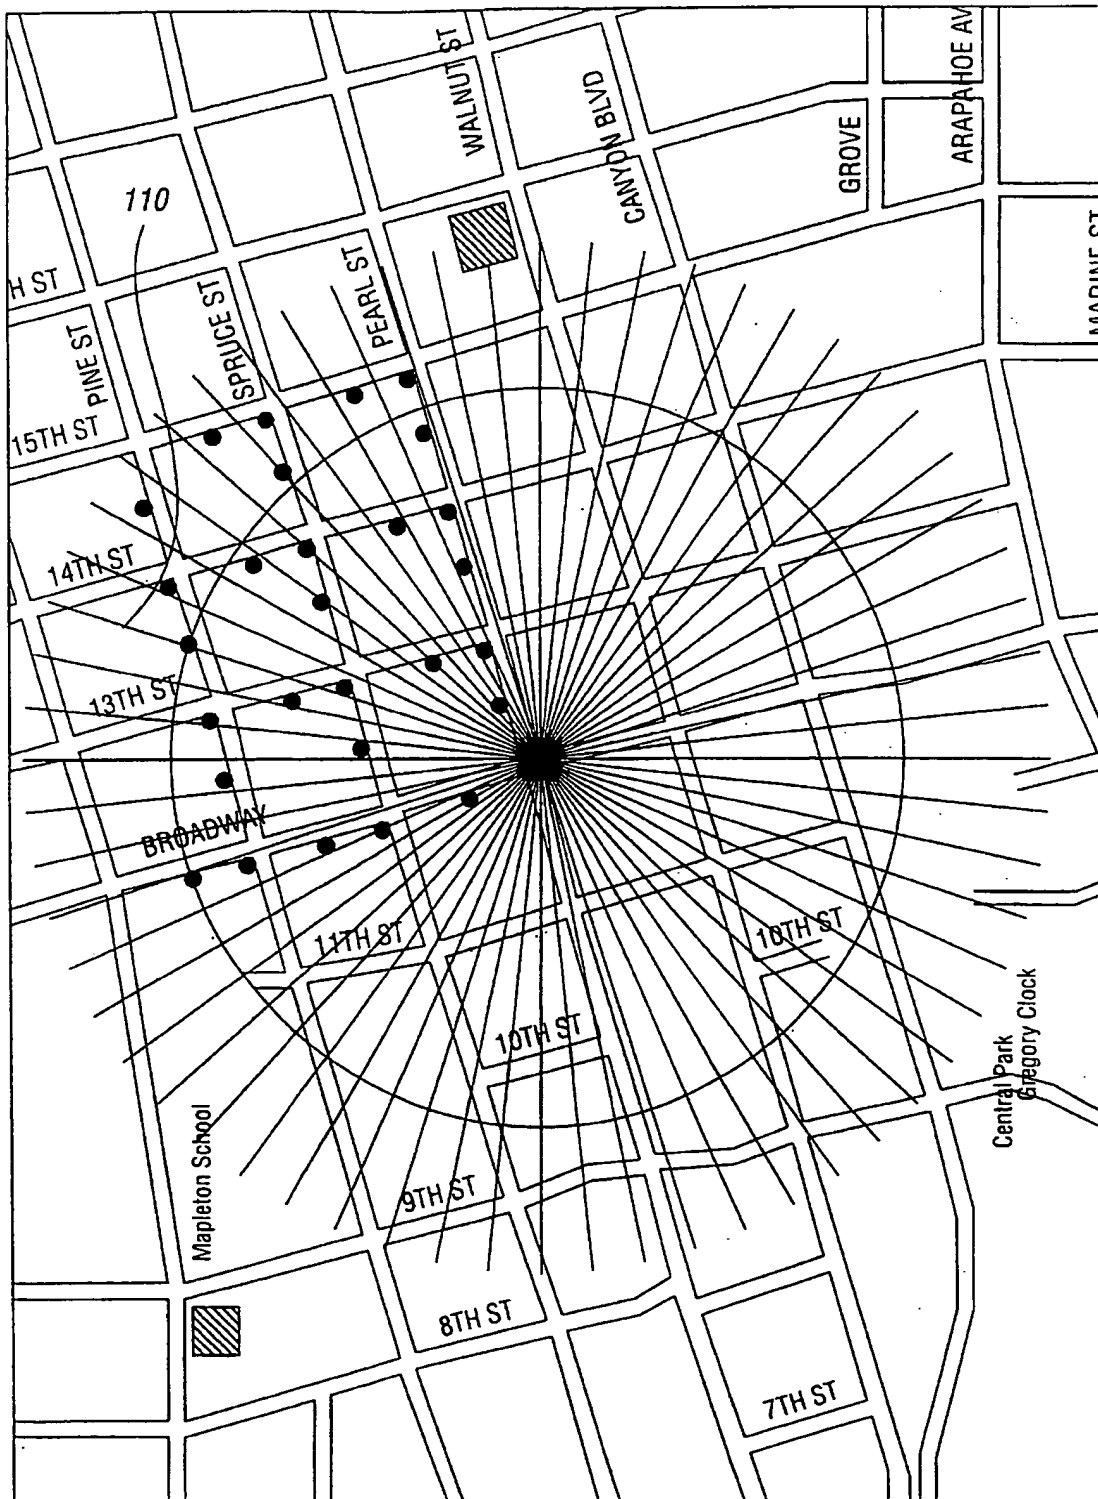 WALNUT ST
ARAPAHOE AV
CANYON BLVD
GROVE
110
H ST
MARINE ST
PEARL ST
SPRUCE ST
PINE ST
15TH ST
14TH ST
13TH ST
BROADWAY
11TH ST
10TH ST
10TH ST
Central Park
Gregory Clock
Mapleton School
9TH ST
8TH ST
7TH ST